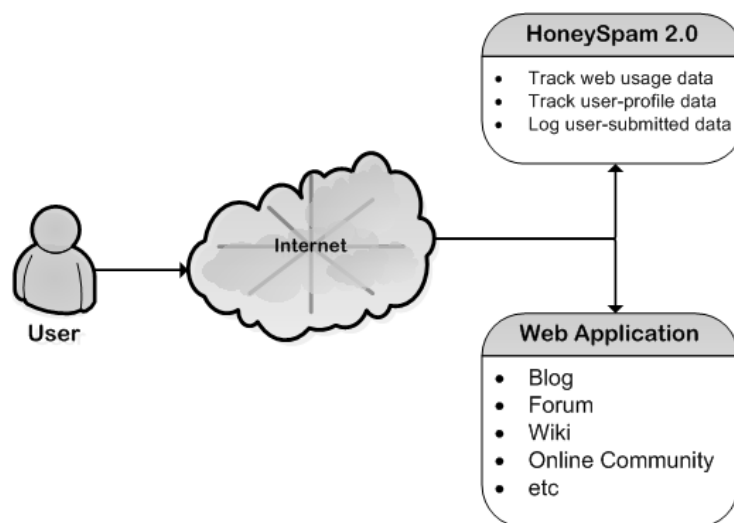 HoneySpam 2.0
• Track web usage data
• Track user-profile data
• Log user-submitted data
Internet
User
Web Application
• Blog
• Forum
• Wiki
• Online Community
• etc